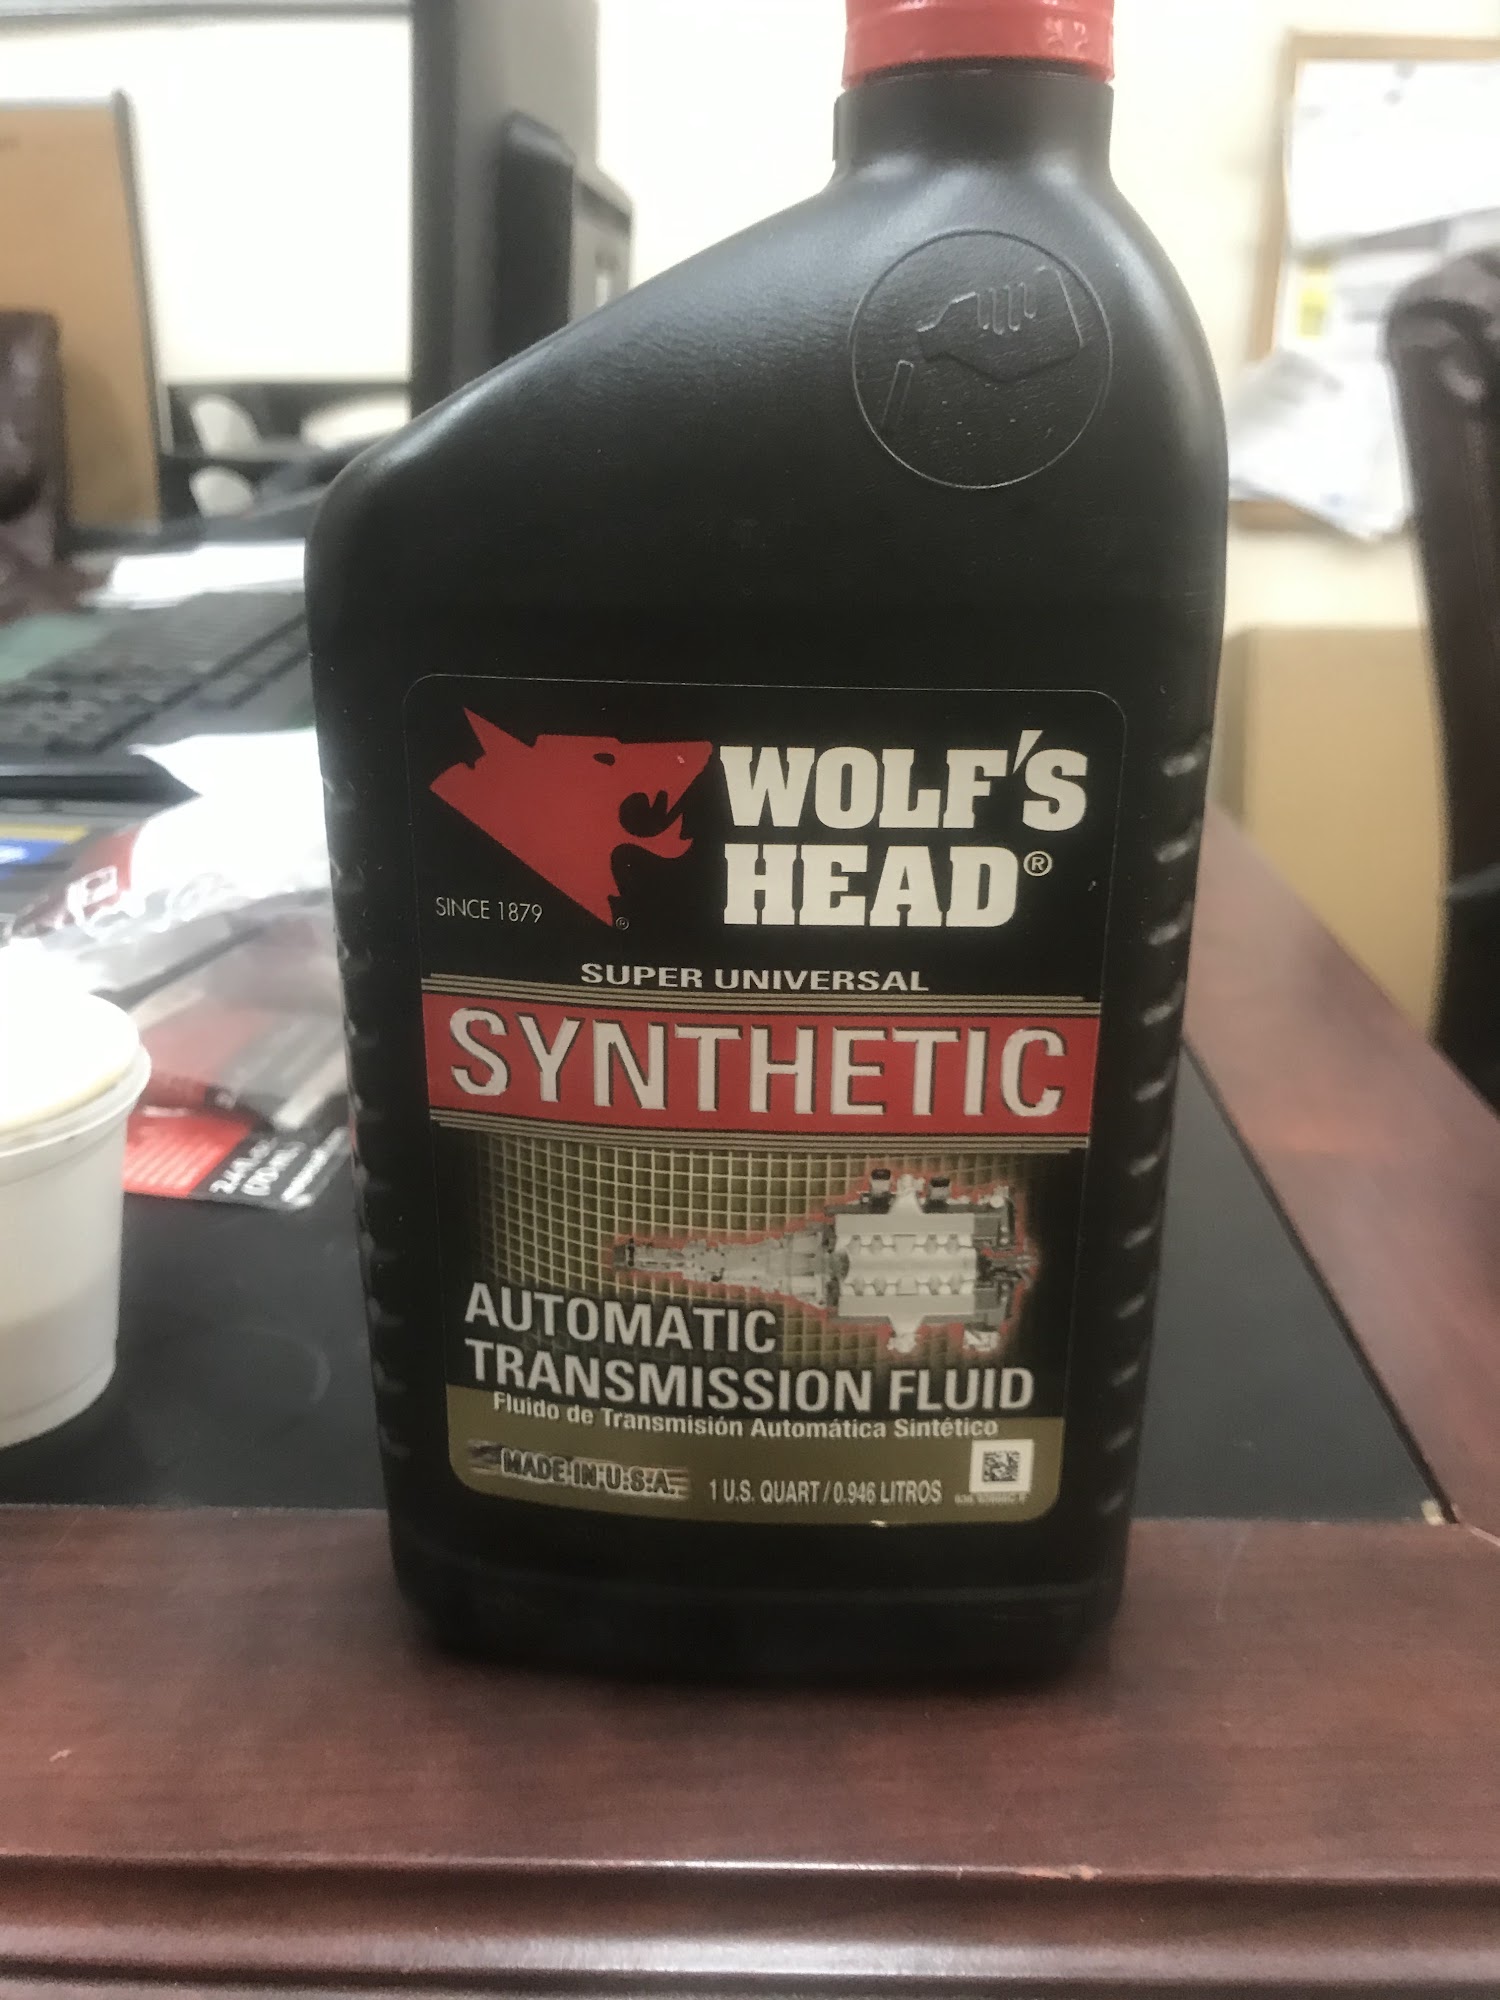 WOLF'S
HEAD®
SINCE 1879
®
SUPER UNIVERSAL
SYNTHETIC
AUTOMATIC
TRANSMISSION FLUID
Fluido de Transmisión Automática Sintético
MADE IN U.S.A.
1 U.S. QUART / 0.946 LITROS